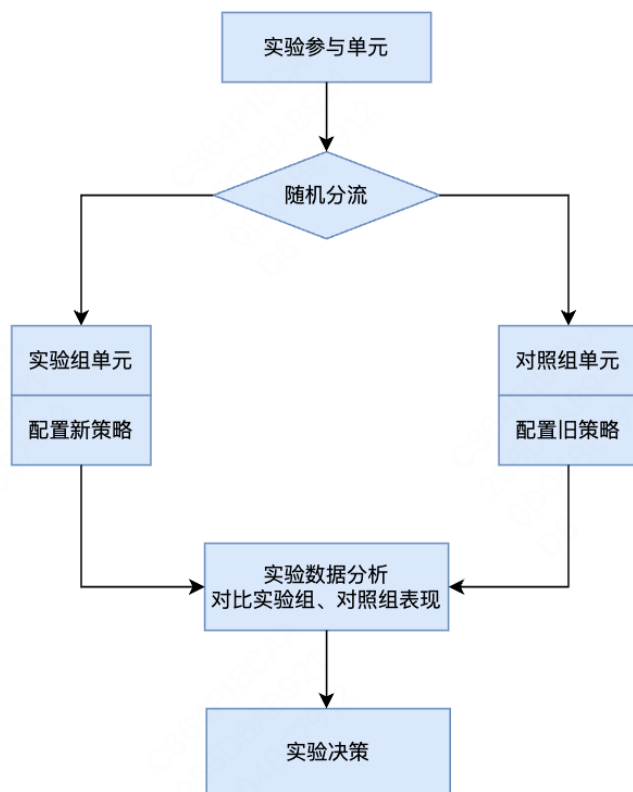 实验参与单元
随机分流
实验组单元
对照组单元
配置新策略
配置旧策略
实验数据分析
对比实验组、对照组表现
实验决策